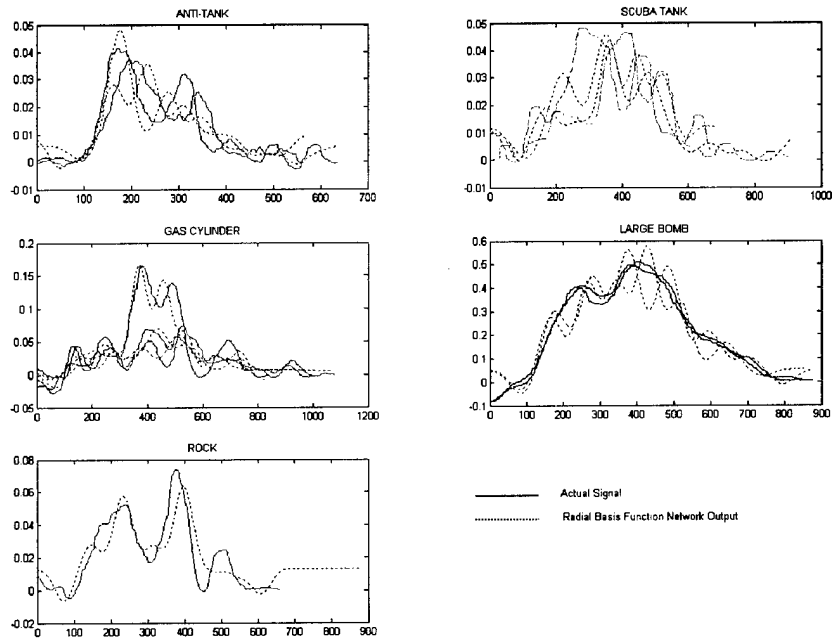 ANTI-TANK
0.05
0.04
0.03
0.02
0.01
0
-0.01
0 100 200 300 400 500 600 700
SCUBA TANK
0.05
0.04
0.03
0.02
0.01
0
-0.01
0 200 400 600 800 1000
GAS CYLINDER
0.2
0.15
0.1
0.05
0
-0.05
0 200 400 600 800 1000 1200
LARGE BOMB
0.6
0.5
0.4
0.3
0.2
0.1
0
-0.1
0 100 200 300 400 500 600 700 800 900
ROCK
0.08
0.06
0.04
0.02
0
-0.02
0 100 200 300 400 500 600 700 800 900
Actual Signal
Radial Basis Function Network Output